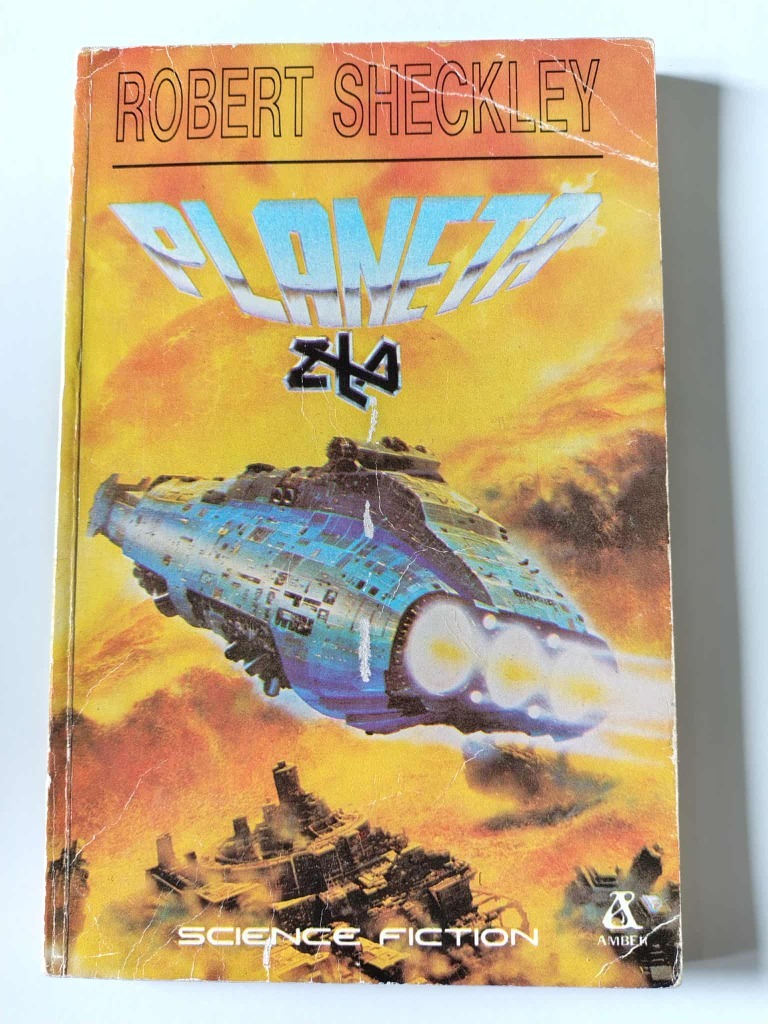 ROBERT SHECKLEY
PLANETA
ZŁA
SCIENCE FICTION
AMBER